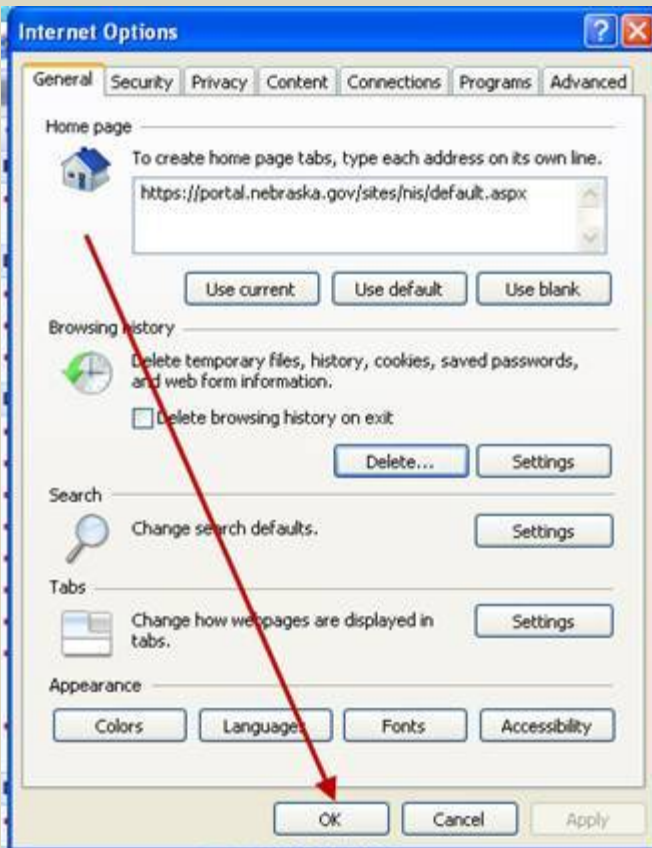 Internet Options
General Security Privacy Content Connections Programs Advanced
Home page
To create home page tabs, type each address on its own line.
https://portal.nebraska.gov/sites/nis/default.aspx
Use current Use default Use blank
Browsing history
Delete temporary files, history, cookies, saved passwords,
and web form information.
Delete browsing history on exit
Delete... Settings
Search
Change search defaults. Settings
Tabs
Change how webpages are displayed in
tabs.
Settings
Appearance
Colors Languages Fonts Accessibility
OK Cancel Apply